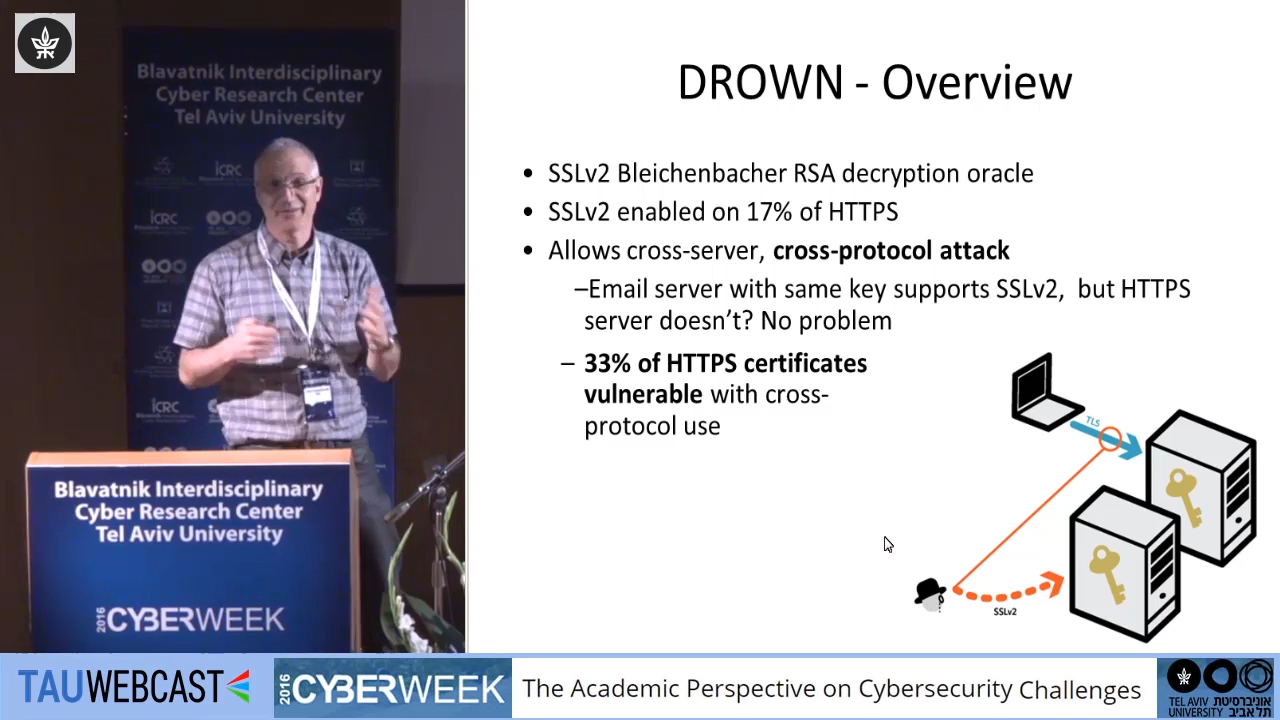 Blavatnik Interdisciplinary
Cyber Research Center
Tel Aviv University
ICRC
ICRC
ICRC
ICRC
Blavatnik Interdisciplinary
Cyber Research Center
Tel Aviv University
2016 CYBERWEEK
DROWN - Overview
• SSLv2 Bleichenbacher RSA decryption oracle
• SSLv2 enabled on 17% of HTTPS
• Allows cross-server, cross-protocol attack
–Email server with same key supports SSLv2, but HTTPS
server doesn’t? No problem
– 33% of HTTPS certificates
vulnerable with cross-
protocol use
TLS
SSLv2
TAUWEBCAST
2016 CYBERWEEK
The Academic Perspective on Cybersecurity Challenges
TEL AVIV אוניברסיטת
UNIVERSITY תל אביב